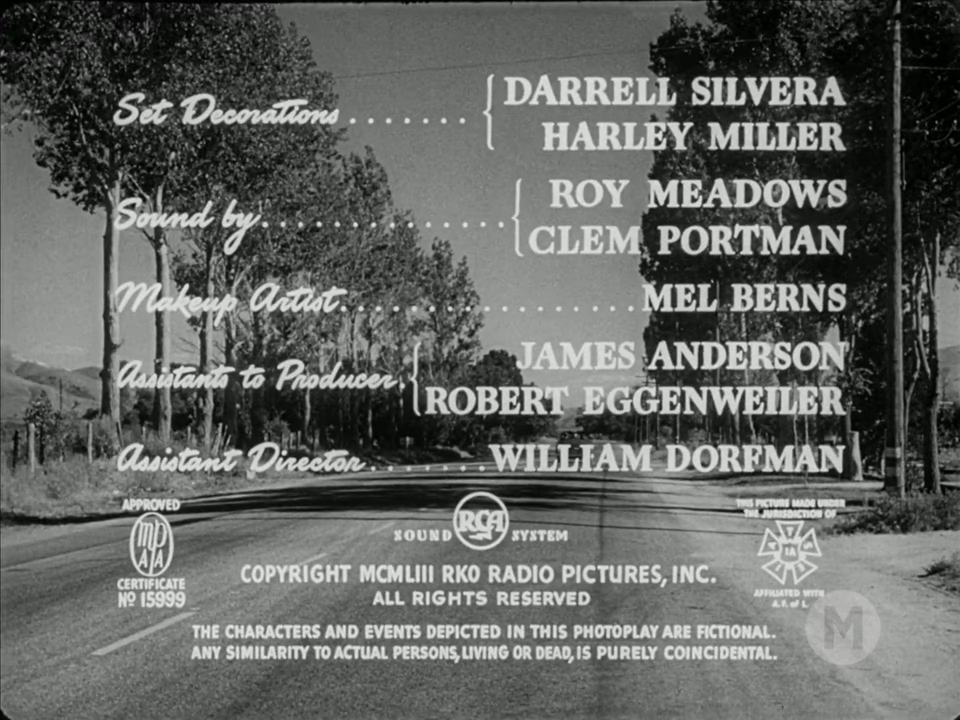 Set Decorations ....... { DARRELL SILVERA
HARLEY MILLER
Sound by .............. { ROY MEADOWS
CLEM PORTMAN
Makeup Artist ................. MEL BERNS
Assistants to Producer . { JAMES ANDERSON
ROBERT EGGENWEILER
Assistant Director ....... WILLIAM DORFMAN
APPROVED
MPAA
CERTIFICATE
No 15999
SOUND RCA SYSTEM
THIS PICTURE MADE UNDER
THE JURISDICTION OF
IATSE
AFFILIATED WITH
A.F. of L.
COPYRIGHT MCMLIII RKO RADIO PICTURES, INC.
ALL RIGHTS RESERVED
THE CHARACTERS AND EVENTS DEPICTED IN THIS PHOTOPLAY ARE FICTIONAL.
ANY SIMILARITY TO ACTUAL PERSONS, LIVING OR DEAD, IS PURELY COINCIDENTAL.
M